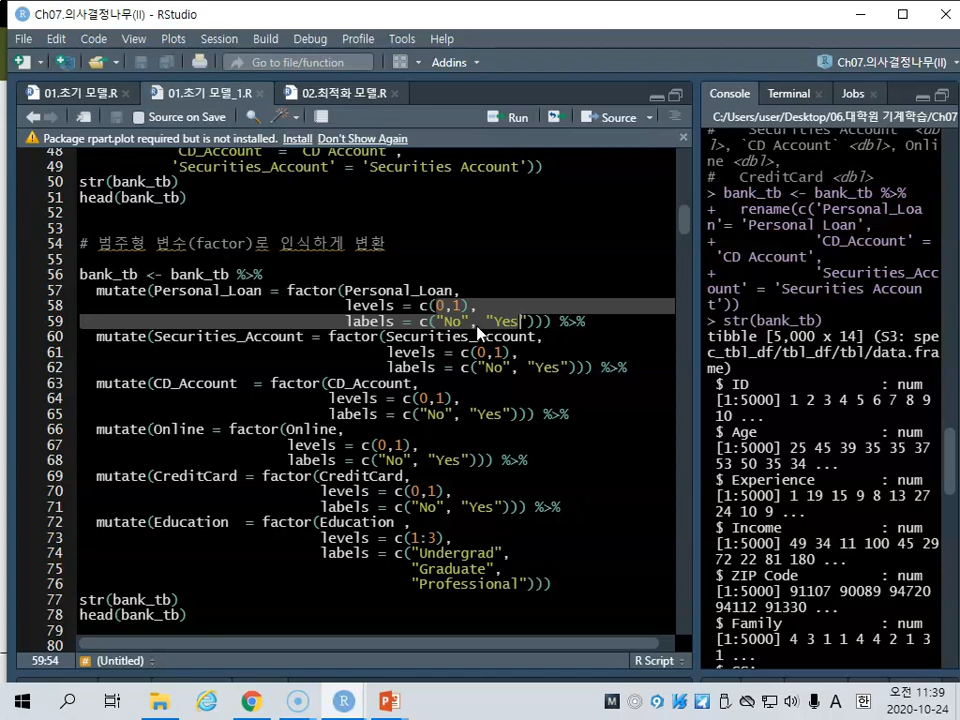 Ch07.의사결정나무(II) - RStudio
File Edit Code View Plots Session Build Debug Profile Tools Help
Go to file/function Addins Ch07.의사결정나무(II)
01.초기 모델.R 01.초기 모델_1.R 02.최적화 모델.R
Source on Save Run Source
Package rpart.plot required but is not installed. Install Don't Show Again
48 'CD_Account' = 'CD Account',
49 'Securities_Account' = 'Securities Account'))
50 str(bank_tb)
51 head(bank_tb)
52
53
54 # 범주형 변수(factor)로 인식하게 변환
55
56 bank_tb <- bank_tb %>%
57 mutate(Personal_Loan = factor(Personal_Loan,
58 levels = c(0,1),
59 labels = c("No", "Yes"))) %>%
60 mutate(Securities_Account = factor(Securities_Account,
61 levels = c(0,1),
62 labels = c("No", "Yes"))) %>%
63 mutate(CD_Account = factor(CD_Account,
64 levels = c(0,1),
65 labels = c("No", "Yes"))) %>%
66 mutate(Online = factor(Online,
67 levels = c(0,1),
68 labels = c("No", "Yes"))) %>%
69 mutate(CreditCard = factor(CreditCard,
70 levels = c(0,1),
71 labels = c("No", "Yes"))) %>%
72 mutate(Education = factor(Education ,
73 levels = c(1:3),
74 labels = c("Undergrad",
75 "Graduate",
76 "Professional")))
77 str(bank_tb)
78 head(bank_tb)
79
80
59:54 # (Untitled) R Script
Console Terminal Jobs
C:/Users/user/Desktop/06.대학원 기계학습/Ch07
# `Securities Account` <db
l>, `CD Account` <dbl>, Onli
ne <dbl>,
# CreditCard <dbl>
> bank_tb <- bank_tb %>%
+ rename(c('Personal_Loa
n'= 'Personal Loan',
+ 'CD_Account' =
'CD Account',
+ 'Securities_Acc
ount' = 'Securities Account'
))
> str(bank_tb)
tibble [5,000 x 14] (S3: spe
c_tbl_df/tbl_df/tbl/data.fra
me)
$ ID : num
[1:5000] 1 2 3 4 5 6 7 8 9
10 ...
$ Age : num
[1:5000] 25 45 39 35 35 37
53 50 35 34 ...
$ Experience : num
[1:5000] 1 19 15 9 8 13 27
24 10 9 ...
$ Income : num
[1:5000] 49 34 11 100 45 29
72 22 81 180 ...
$ ZIP Code : num
[1:5000] 91107 90089 94720
94112 91330 ...
$ Family : num
[1:5000] 4 3 1 1 4 4 2 1 3
1 ...
A 한 오전 11:39
2020-10-24